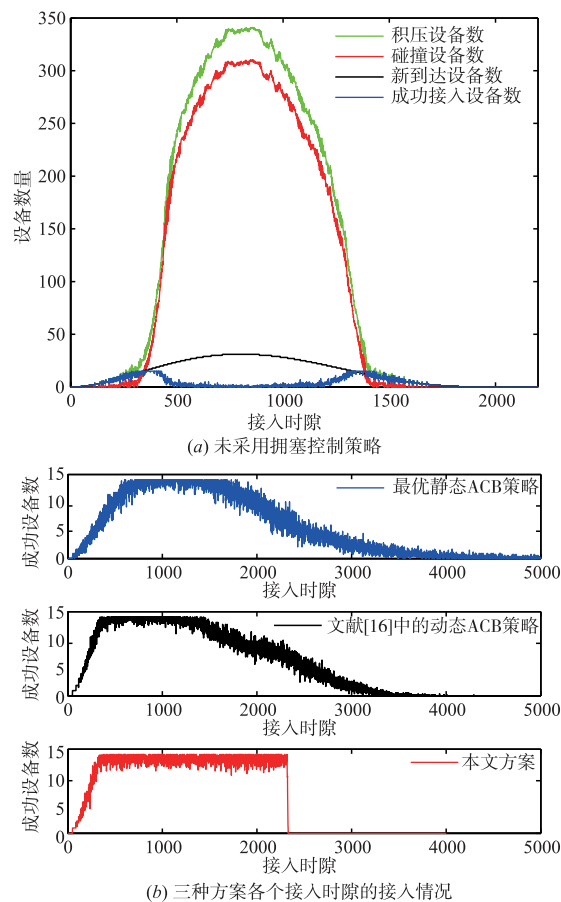 350
300
250
200
150
100
50
0
设备数量
积压设备数
碰撞设备数
新到达设备数
成功接入设备数
0 500 1000 1500 2000
接入时隙
(a) 未采用拥塞控制策略
15
10
5
0
成功设备数
最优静态ACB策略
0 1000 2000 3000 4000 5000
接入时隙
15
10
5
0
成功设备数
文献[16]中的动态ACB策略
0 1000 2000 3000 4000 5000
接入时隙
15
10
5
0
成功设备数
本文方案
0 1000 2000 3000 4000 5000
接入时隙
(b) 三种方案各个接入时隙的接入情况